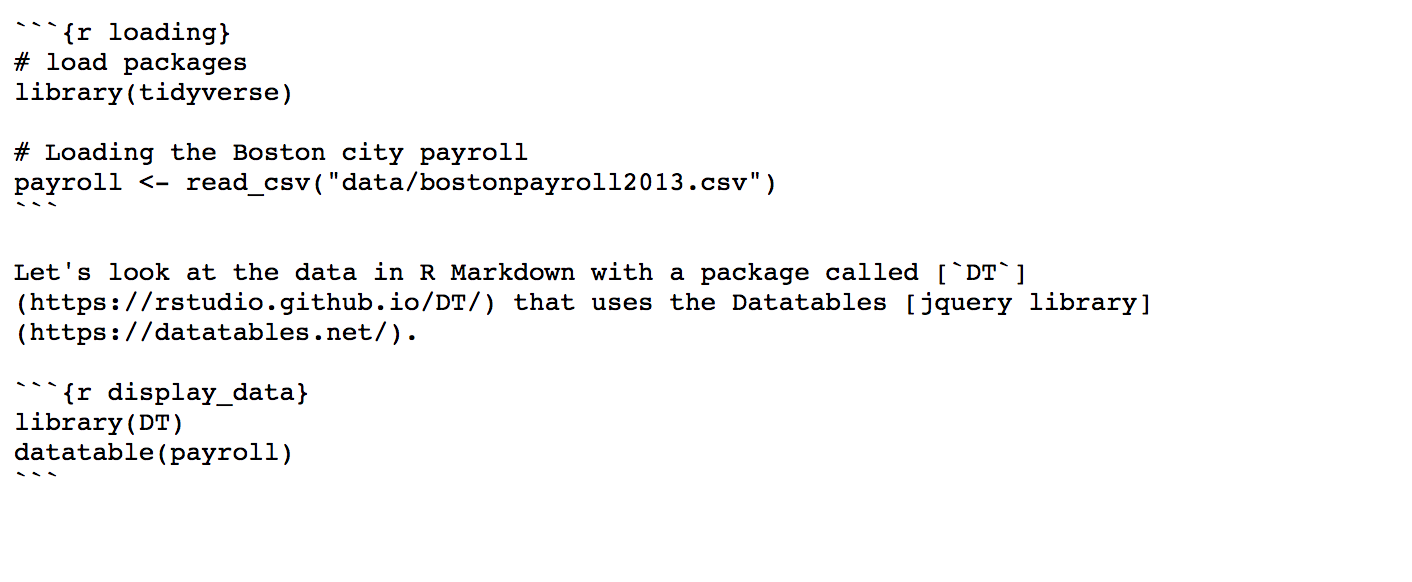 ```{r loading}
# load packages
library(tidyverse)

# Loading the Boston city payroll
payroll <- read_csv("data/bostonpayroll2013.csv")
```

Let's look at the data in R Markdown with a package called [`DT`]
(https://rstudio.github.io/DT/) that uses the Datatables [jquery library]
(https://datatables.net/).

```{r display_data}
library(DT)
datatable(payroll)
```